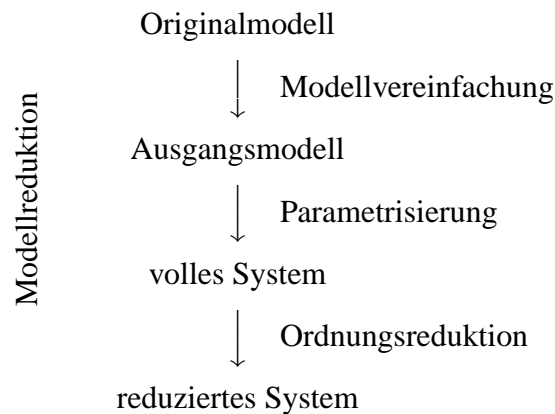 Originalmodell
Modellvereinfachung
Ausgangsmodell
Parametrisierung
volles System
Ordnungsreduktion
reduziertes System
Modellreduktion